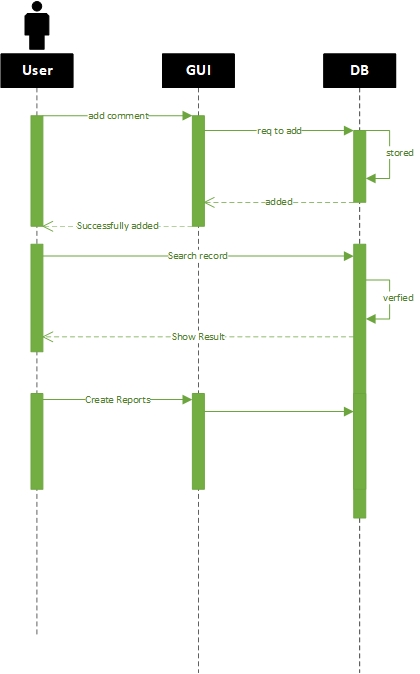 User
GUI
DB
add comment
req to add
stored
added
Successfully added
Search record
verfied
Show Result
Create Reports